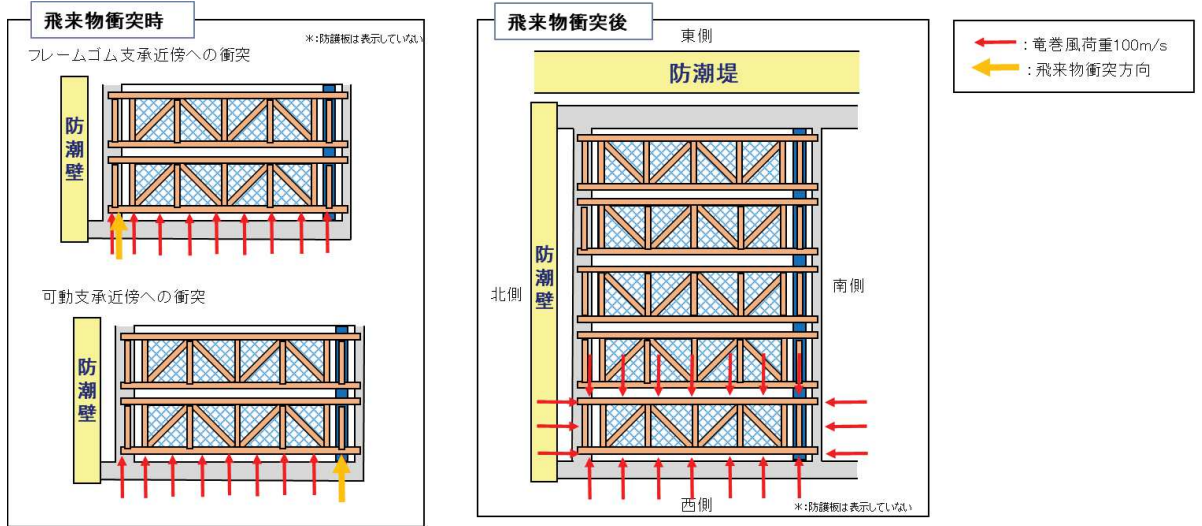 飛来物衝突時
*:防護板は表示していない
フレームゴム支承近傍への衝突
防潮壁
可動支承近傍への衝突
防潮壁
飛来物衝突後
東側
防潮堤
北側
防潮壁
南側
西側
*:防護板は表示していない
:竜巻風荷重100m/s
:飛来物衝突方向